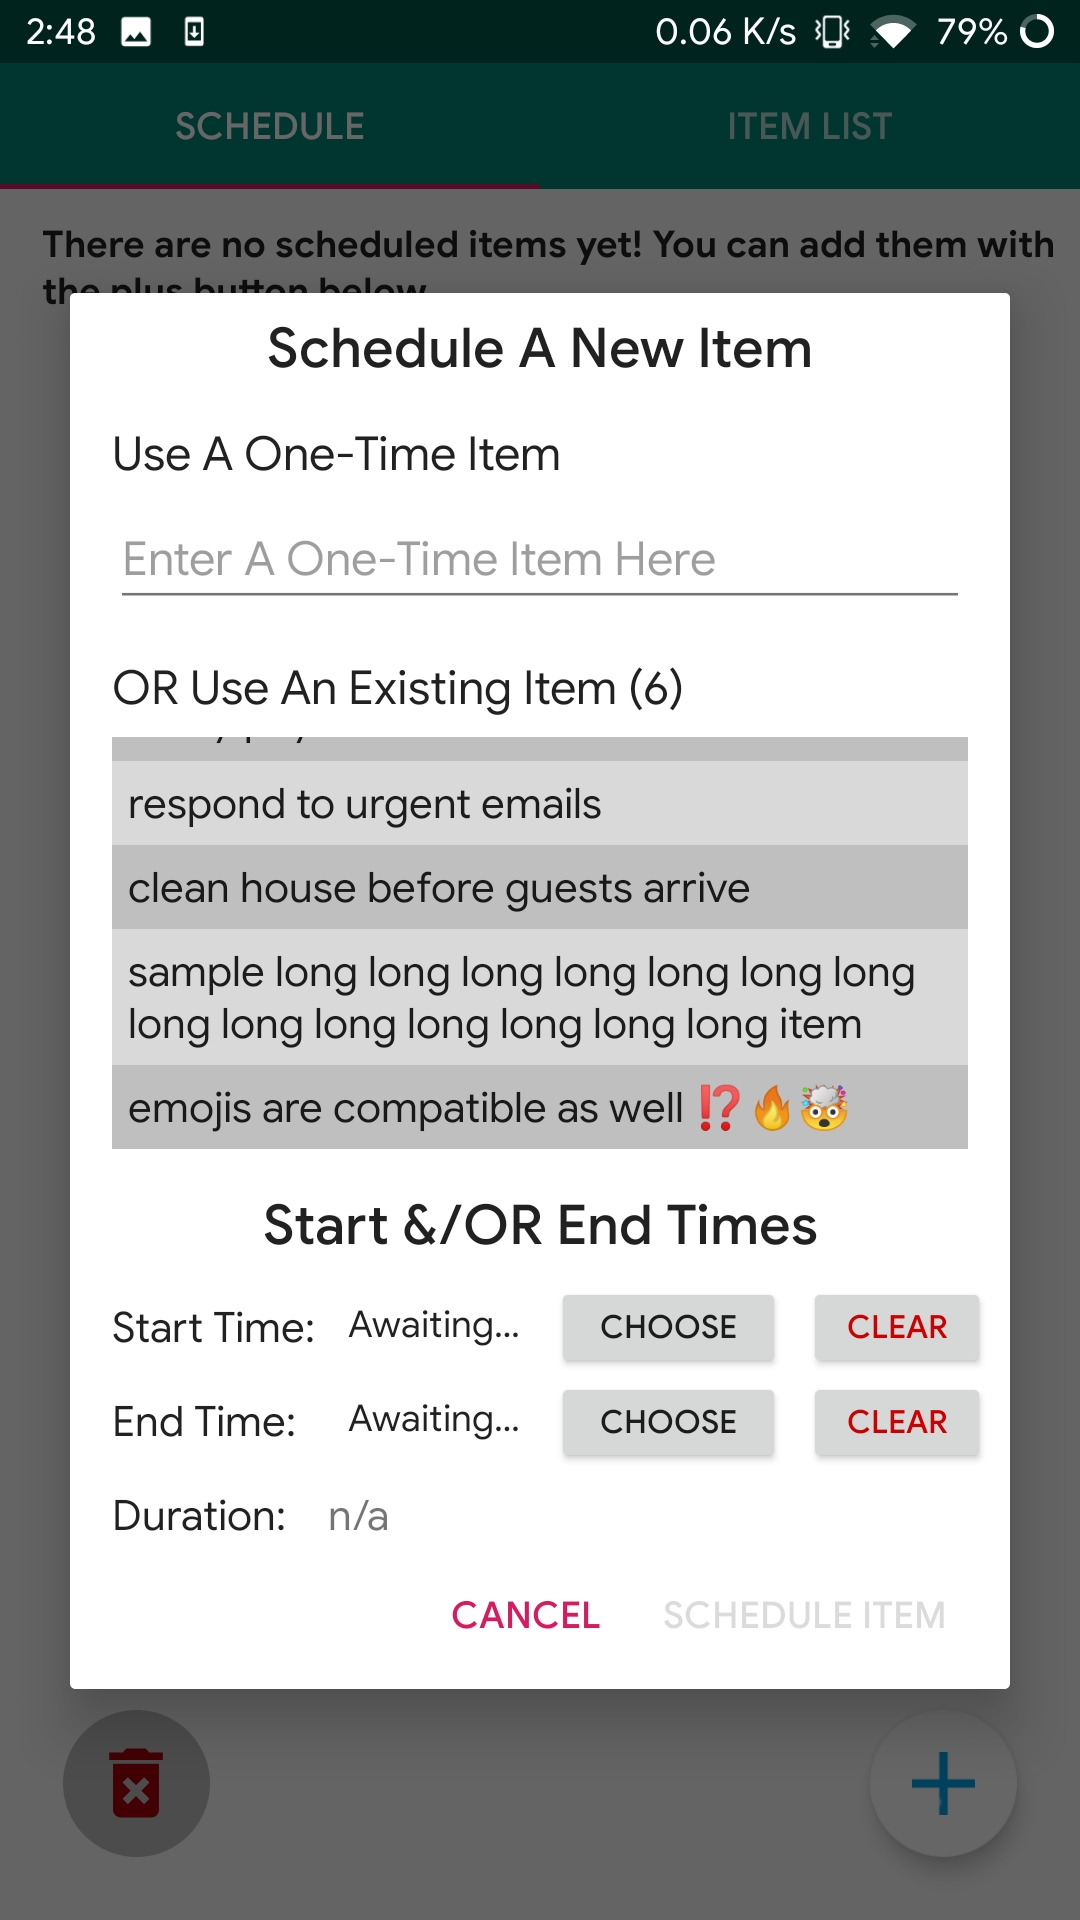 2:48 0.06 K/s 79%
SCHEDULE ITEM LIST
There are no scheduled items yet! You can add them with
the plus button below
Schedule A New Item
Use A One-Time Item
Enter A One-Time Item Here
OR Use An Existing Item (6)
respond to urgent emails
clean house before guests arrive
sample long long long long long long long
long long long long long long long item
emojis are compatible as well ⁉️🔥🤯
Start &/OR End Times
Start Time: Awaiting... CHOOSE CLEAR
End Time: Awaiting... CHOOSE CLEAR
Duration: n/a
CANCEL SCHEDULE ITEM